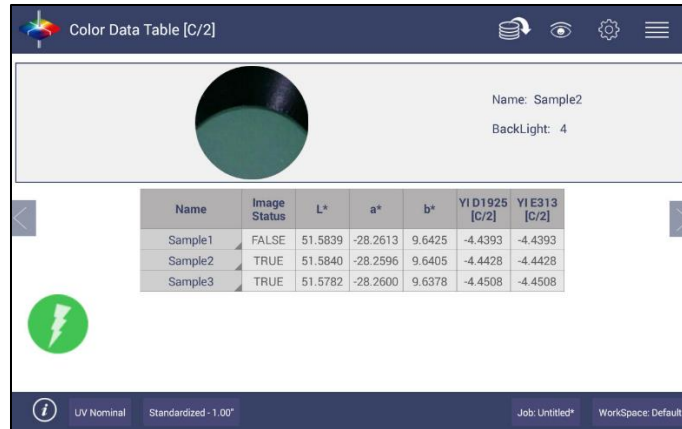 Color Data Table [C/2]
Name: Sample2
BackLight: 4
Name Image Status L* a* b* YI D1925 [C/2] YI E313 [C/2]
Sample1 FALSE 51.5839 -28.2613 9.6425 -4.4393 -4.4393
Sample2 TRUE 51.5840 -28.2596 9.6405 -4.4428 -4.4428
Sample3 TRUE 51.5782 -28.2600 9.6378 -4.4508 -4.4508
i UV Nominal Standardized - 1.00" Job: Untitled* WorkSpace: Default